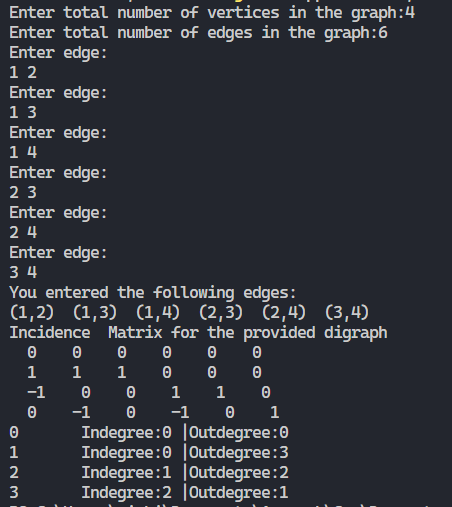 Enter total number of vertices in the graph:4
Enter total number of edges in the graph:6
Enter edge:
1 2
Enter edge:
1 3
Enter edge:
1 4
Enter edge:
2 3
Enter edge:
2 4
Enter edge:
3 4
You entered the following edges:
(1,2)  (1,3)  (1,4)  (2,3)  (2,4)  (3,4)
Incidence  Matrix for the provided digraph
0    0    0    0    0    0
1    1    1    0    0    0
-1    0    0    1    1    0
0   -1    0   -1    0    1
0       Indegree:0 |Outdegree:0
1       Indegree:0 |Outdegree:3
2       Indegree:1 |Outdegree:2
3       Indegree:2 |Outdegree:1